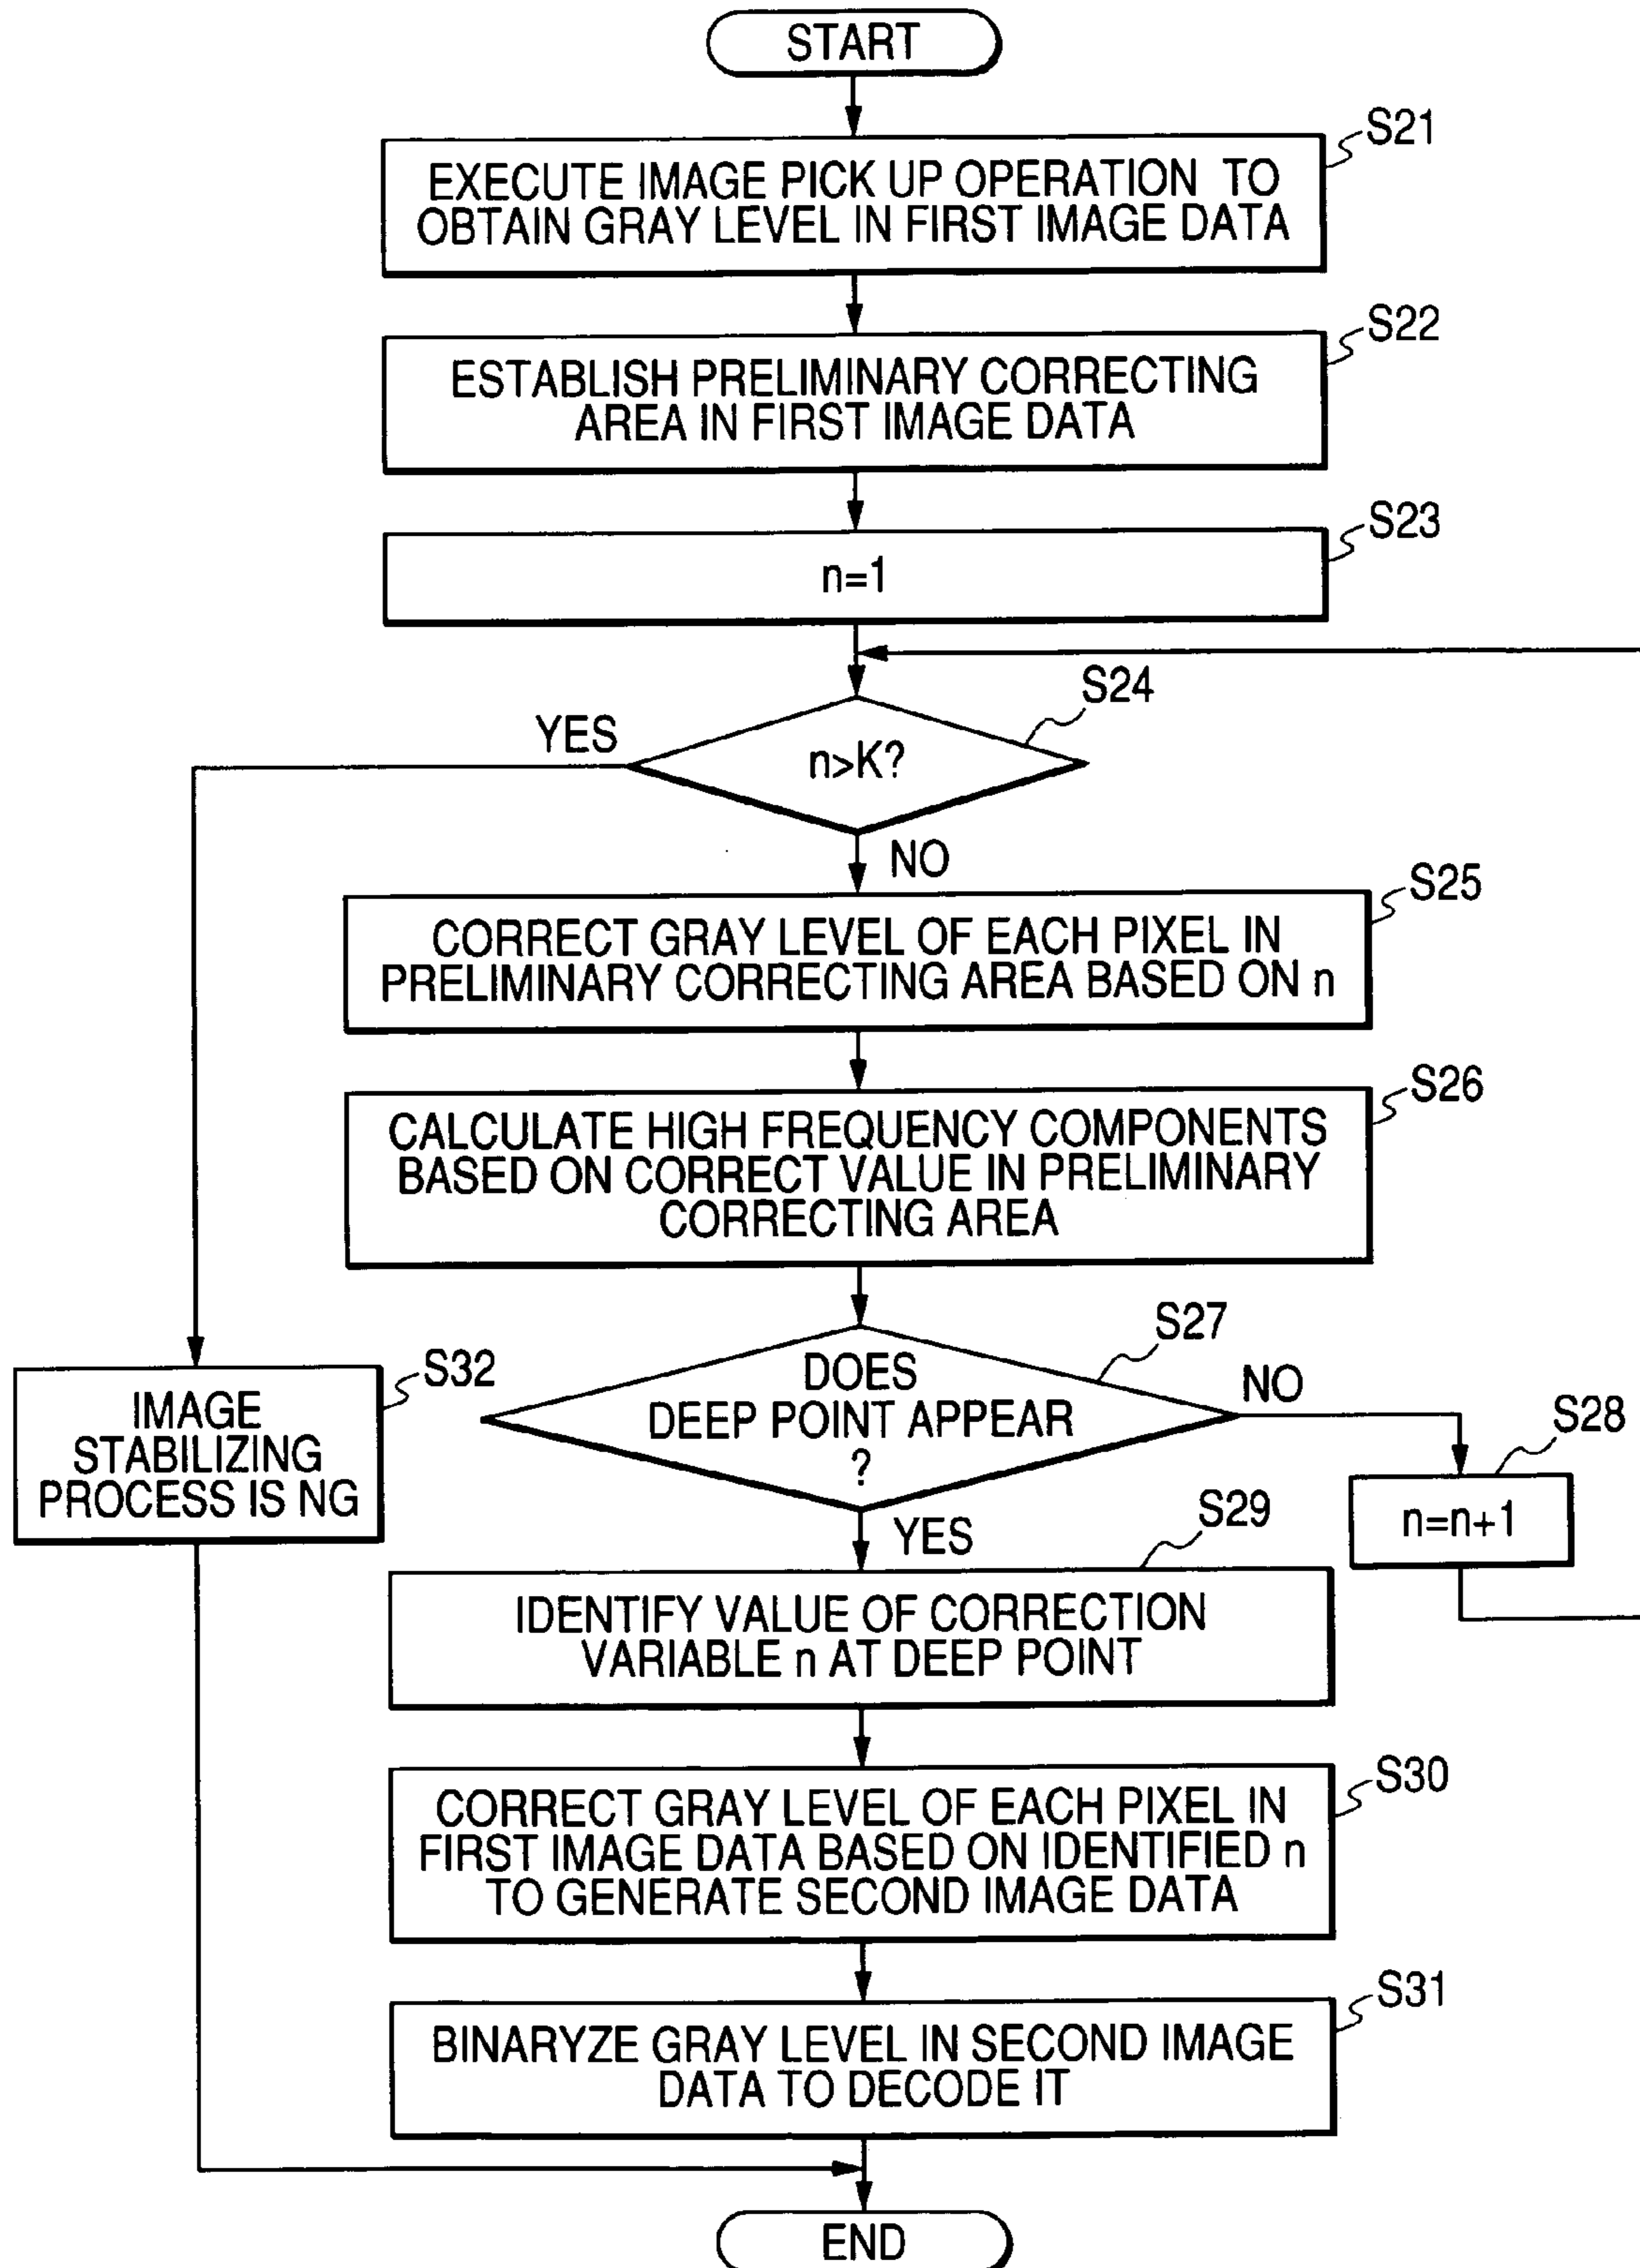 START
S21
EXECUTE IMAGE PICK UP OPERATION TO
OBTAIN GRAY LEVEL IN FIRST IMAGE DATA
S22
ESTABLISH PRELIMINARY CORRECTING
AREA IN FIRST IMAGE DATA
S23
n=1
S24
YES
n>K?
NO
S25
CORRECT GRAY LEVEL OF EACH PIXEL IN
PRELIMINARY CORRECTING AREA BASED ON n
S26
CALCULATE HIGH FREQUENCY COMPONENTS
BASED ON CORRECT VALUE IN PRELIMINARY
CORRECTING AREA
S27
DOES
DEEP POINT APPEAR
?
NO
S28
n=n+1
S32
IMAGE
STABILIZING
PROCESS IS NG
YES
S29
IDENTIFY VALUE OF CORRECTION
VARIABLE n AT DEEP POINT
S30
CORRECT GRAY LEVEL OF EACH PIXEL IN
FIRST IMAGE DATA BASED ON IDENTIFIED n
TO GENERATE SECOND IMAGE DATA
S31
BINARYZE GRAY LEVEL IN SECOND IMAGE
DATA TO DECODE IT
END